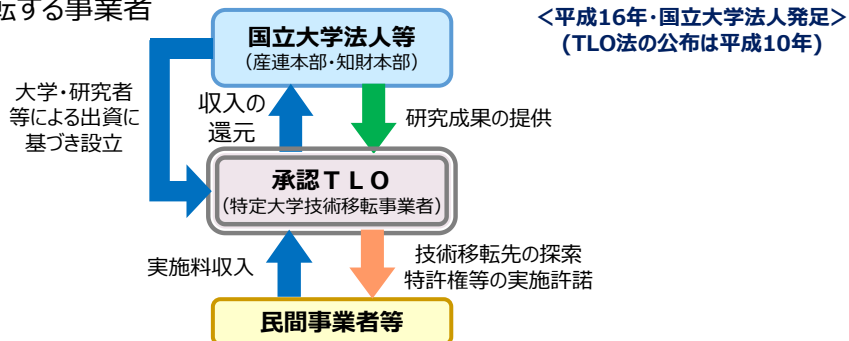 転する事業者
<平成16年・国立大学法人発足>
(TLO法の公布は平成10年)
国立大学法人等
(産連本部・知財本部)
大学・研究者
等による出資に
基づき設立
収入の
還元
研究成果の提供
承認ＴＬＯ
(特定大学技術移転事業者)
実施料収入
技術移転先の探索
特許権等の実施許諾
民間事業者等